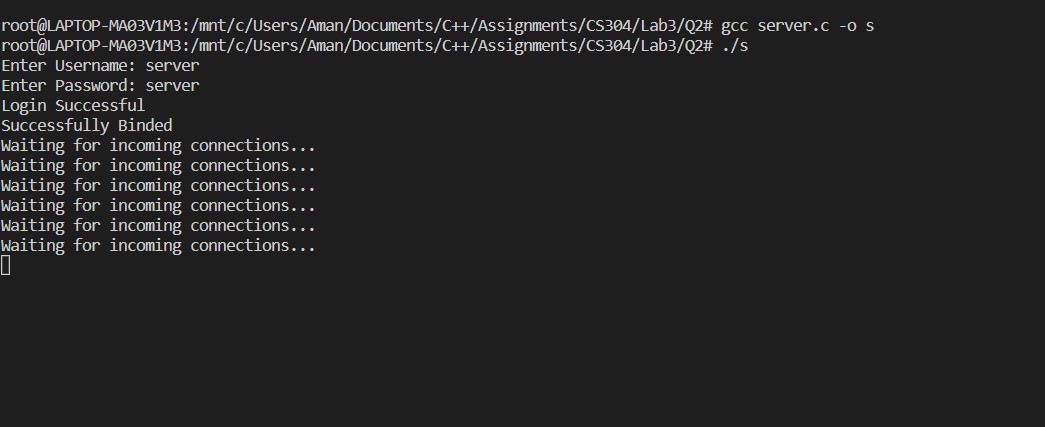 root@LAPTOP-MA03V1M3:/mnt/c/Users/Aman/Documents/C++/Assignments/CS304/Lab3/Q2# gcc server.c -o s
root@LAPTOP-MA03V1M3:/mnt/c/Users/Aman/Documents/C++/Assignments/CS304/Lab3/Q2# ./s
Enter Username: server
Enter Password: server
Login Successful
Successfully Binded
Waiting for incoming connections...
Waiting for incoming connections...
Waiting for incoming connections...
Waiting for incoming connections...
Waiting for incoming connections...
Waiting for incoming connections...